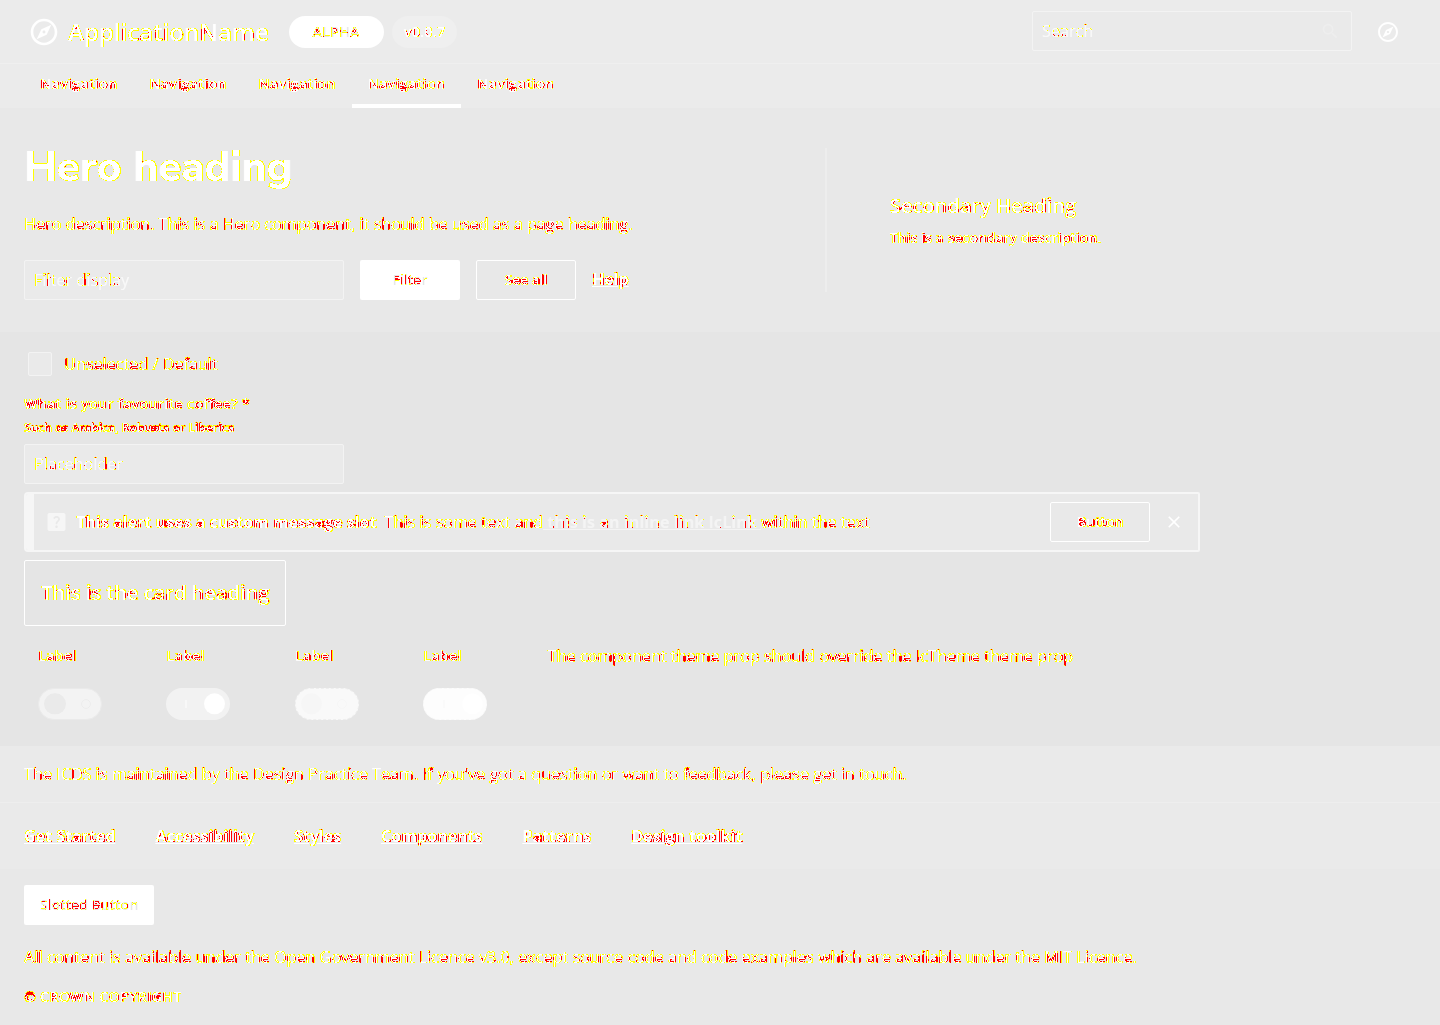 ApplicationName ALPHA v0.0.7 Search
Navigation Navigation Navigation Navigation Navigation
Hero heading
Secondary Heading
Hero description. This is a Hero component, it should be used as a page heading
This is a secondary description.
Filter display Filter See all Help
Unselected / Default
What is your favourite coffee? *
Such as Arabica, Robusta or Liberica
Placeholder
This alert uses a custom message slot. This is some text and this is an inline link IcLink within the text Button
This is the card heading
Label Label Label Label The component theme props should override the IcTheme theme prop
The ICDS is maintained by the Design Practice Team. If you've got a question or want to feedback, please get in touch.
Get Started Accessibility Styles Components Patterns Design toolkit
Slotted Button
All content is available under the Open Government Licence v3.0, except source code and code examples which are available under the MIT Licence.
© CROWN COPYRIGHT